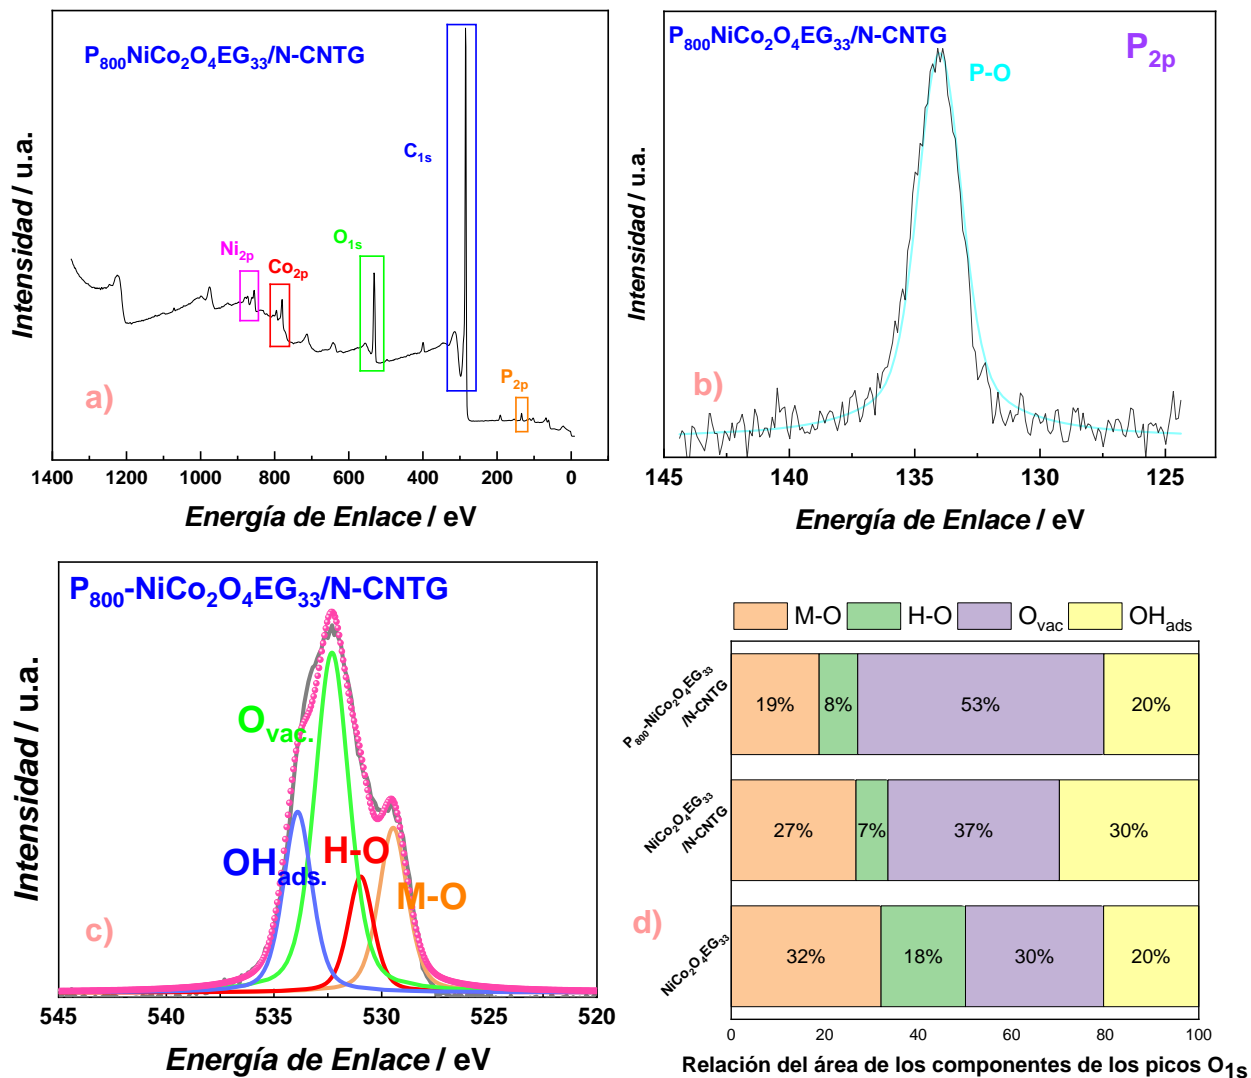 P800NiCo2O4EG33/N-CNTG
C1s
O1s
Ni2p
Co2p
P2p
a)
Intensidad / u.a.
1400 1200 1000 800 600 400 200 0
Energía de Enlace / eV
P800NiCo2O4EG33/N-CNTG
P2p
P-O
b)
Intensidad / u.a.
145 140 135 130 125
Energía de Enlace / eV
P800-NiCo2O4EG33/N-CNTG
Ovac.
OHads.
H-O
M-O
c)
Intensidad / u.a.
545 540 535 530 525 520
Energía de Enlace / eV
M-O H-O Ovac OHads
P800-NiCo2O4EG33
/N-CNTG
19% 8% 53% 20%
NiCo2O4EG33
/N-CNTG
27% 7% 37% 30%
d)
NiCo2O4EG33
32% 18% 30% 20%
0 20 40 60 80 100
Relación del área de los componentes de los picos O1s